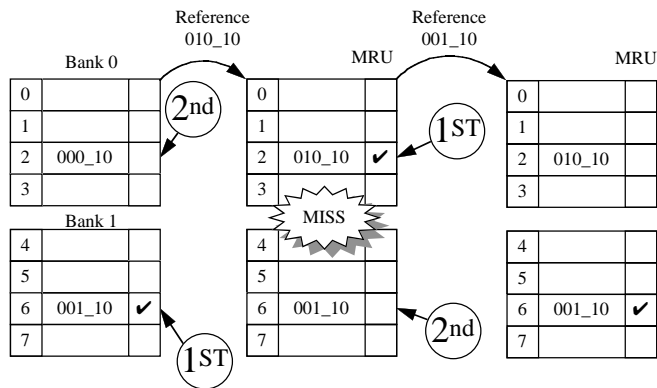 Reference
010_10
Reference
001_10
Bank 0
MRU
MRU
0
1
2 000_10
3
2nd
0
1
2 010_10 ✔
3
1ST
0
1
2 010_10
3
MISS
Bank 1
4
5
6 001_10 ✔
7
1ST
4
5
6 001_10
7
2nd
4
5
6 001_10 ✔
7